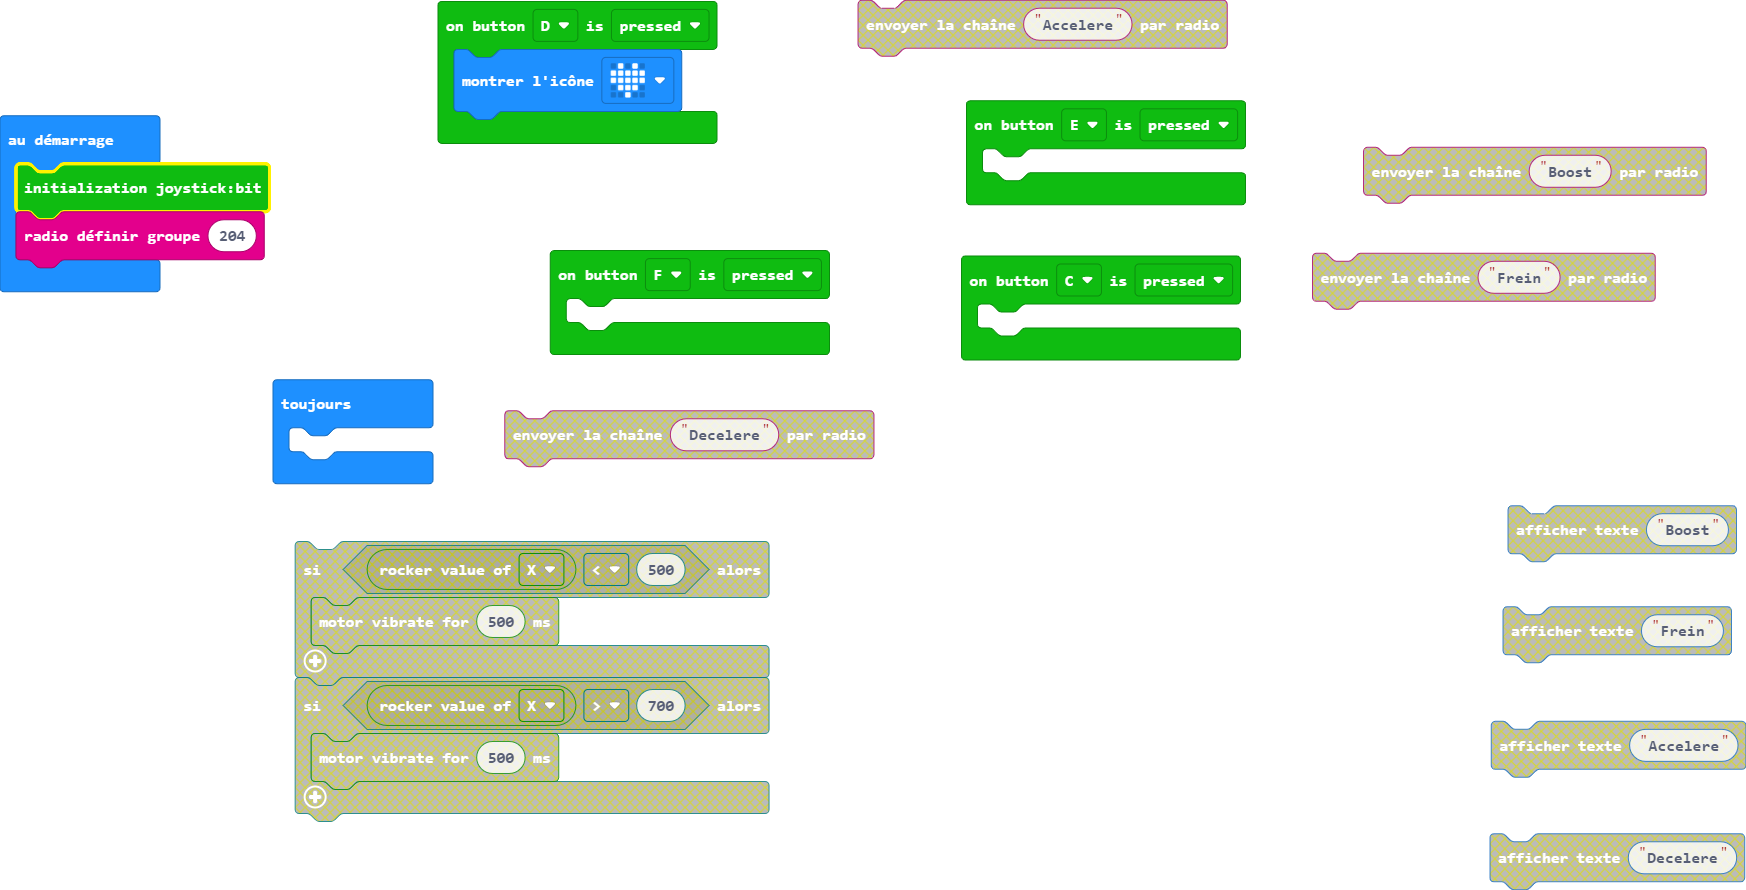 au démarrage
initialization joystick:bit
radio définir groupe 204
on button D is pressed
montrer l'icône
envoyer la chaîne "Accelere" par radio
on button E is pressed
envoyer la chaîne "Boost" par radio
on button F is pressed
on button C is pressed
envoyer la chaîne "Frein" par radio
toujours
envoyer la chaîne "Decelere" par radio
si rocker value of X < 500 alors
motor vibrate for 500 ms
si rocker value of X > 700 alors
motor vibrate for 500 ms
afficher texte "Boost"
afficher texte "Frein"
afficher texte "Accelere"
afficher texte "Decelere"